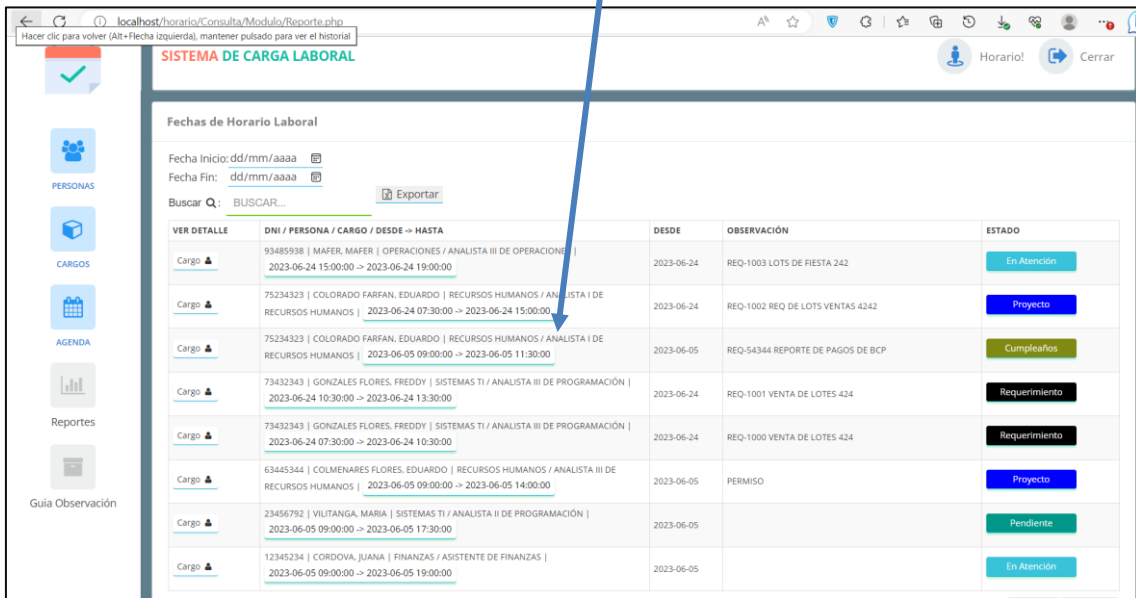 localhost/horario/Consulta/Modulo/Reporte.php
Hacer clic para volver (Alt+Flecha izquierda), mantener pulsado para ver el historial
SISTEMA DE CARGA LABORAL
Horario!
Cerrar
PERSONAS
CARGOS
AGENDA
Reportes
Guia Observación
Fechas de Horario Laboral
Fecha Inicio: dd/mm/aaaa
Fecha Fin: dd/mm/aaaa
Buscar : BUSCAR...
Exportar
VER DETALLE DNI / PERSONA / CARGO / DESDE -> HASTA DESDE OBSERVACIÓN ESTADO
93485938 | MAFER, MAFER | OPERACIONES / ANALISTA III DE OPERACIONES |
Cargo 2023-06-24 15:00:00 -> 2023-06-24 19:00:00 2023-06-24 REQ-1003 LOTS DE FIESTA 242 En Atención
75234323 | COLORADO FARFAN, EDUARDO | RECURSOS HUMANOS / ANALISTA I DE
Cargo RECURSOS HUMANOS | 2023-06-24 07:30:00 -> 2023-06-24 15:00:00 2023-06-24 REQ-1002 REQ DE LOTS VENTAS 4242 Proyecto
75234323 | COLORADO FARFAN, EDUARDO | RECURSOS HUMANOS / ANALISTA I DE
Cargo RECURSOS HUMANOS | 2023-06-05 09:00:00 -> 2023-06-05 11:30:00 2023-06-05 REQ-54344 REPORTE DE PAGOS DE BCP Cumpleaños
73432343 | GONZALES FLORES, FREDDY | SISTEMAS TI / ANALISTA III DE PROGRAMACIÓN |
Cargo 2023-06-24 10:30:00 -> 2023-06-24 13:30:00 2023-06-24 REQ-1001 VENTA DE LOTES 424 Requerimiento
73432343 | GONZALES FLORES, FREDDY | SISTEMAS TI / ANALISTA III DE PROGRAMACIÓN |
Cargo 2023-06-24 07:30:00 -> 2023-06-24 10:30:00 2023-06-24 REQ-1000 VENTA DE LOTES 424 Requerimiento
63445344 | COLMENARES FLORES, EDUARDO | RECURSOS HUMANOS / ANALISTA III DE
Cargo RECURSOS HUMANOS | 2023-06-05 09:00:00 -> 2023-06-05 14:00:00 2023-06-05 PERMISO Proyecto
23456792 | VILITANGA, MARIA | SISTEMAS TI / ANALISTA II DE PROGRAMACIÓN |
Cargo 2023-06-05 09:00:00 -> 2023-06-05 17:30:00 2023-06-05 Pendiente
12345234 | CORDOVA, JUANA | FINANZAS / ASISTENTE DE FINANZAS |
Cargo 2023-06-05 09:00:00 -> 2023-06-05 19:00:00 2023-06-05 En Atención